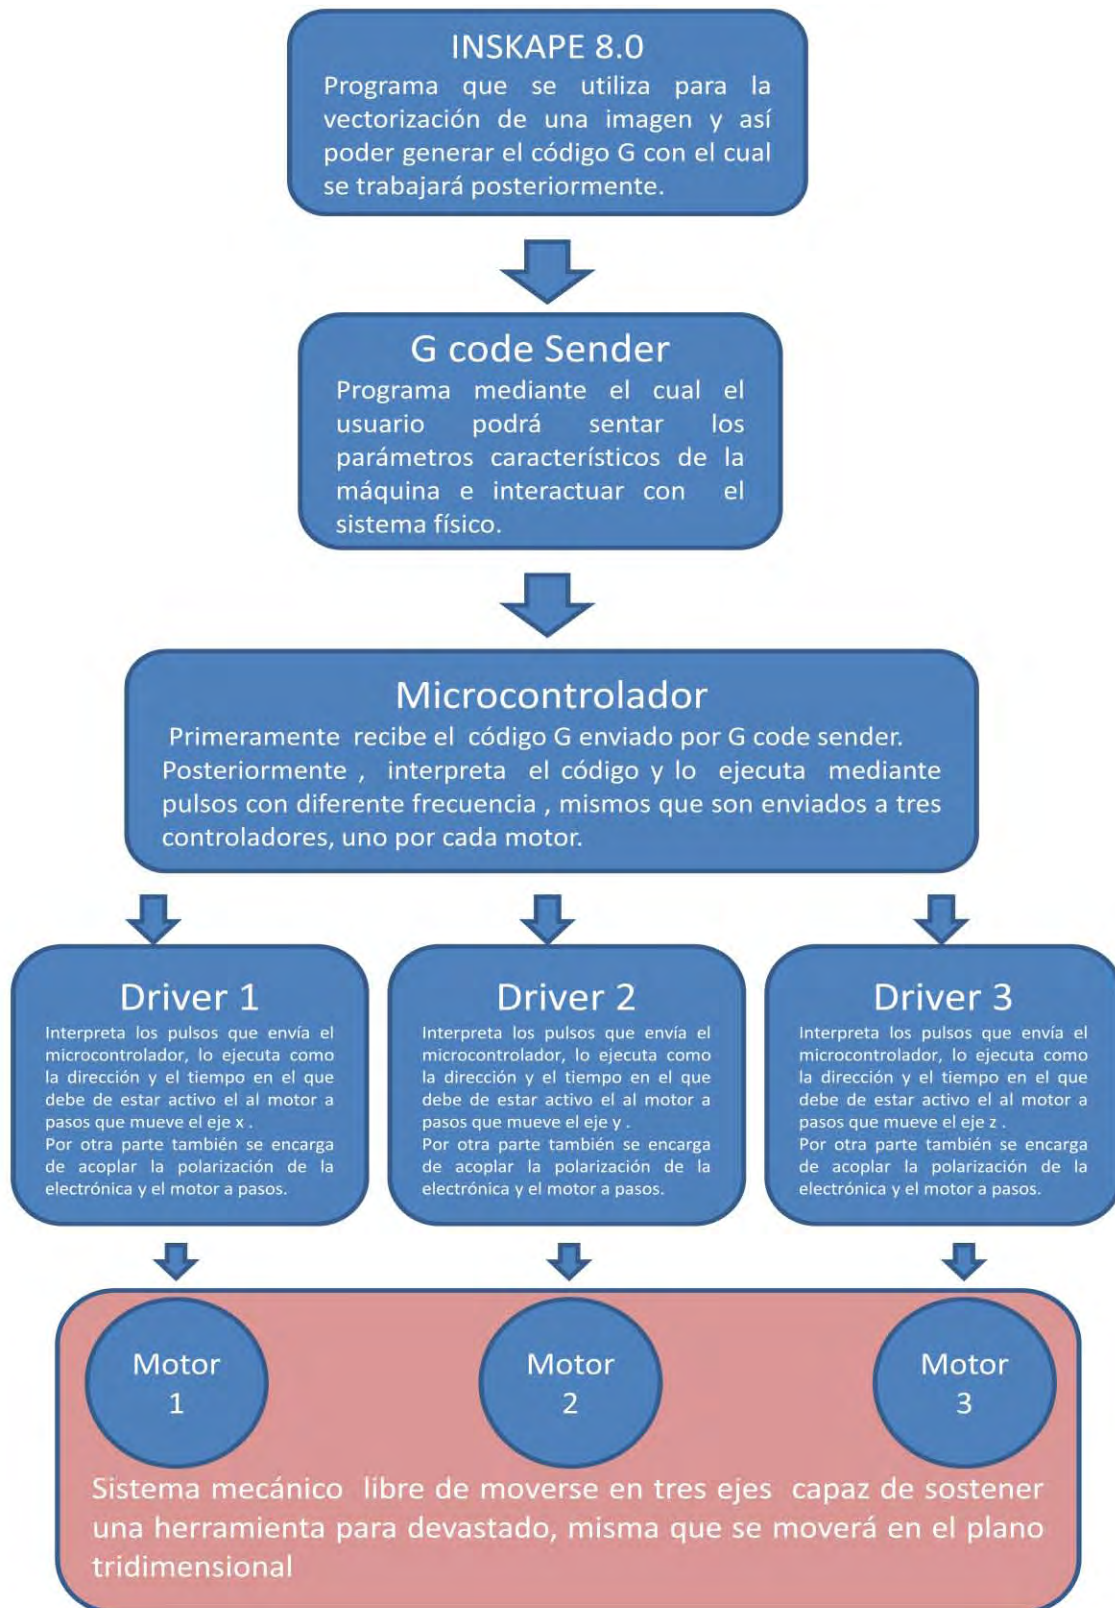 INSKAPE 8.0
Programa que se utiliza para la
vectorización de una imagen y así
poder generar el código G con el cual
se trabajará posteriormente.
G code Sender
Programa mediante el cual el
usuario podrá sentar los
parámetros característicos de la
máquina e interactuar con el
sistema físico.
Microcontrolador
Primeramente recibe el código G enviado por G code sender.
Posteriormente , interpreta el código y lo ejecuta mediante
pulsos con diferente frecuencia , mismos que son enviados a tres
controladores, uno por cada motor.
Driver 1
Interpreta los pulsos que envía el
microcontrolador, lo ejecuta como
la dirección y el tiempo en el que
debe de estar activo el al motor a
pasos que mueve el eje x .
Por otra parte también se encarga
de acoplar la polarización de la
electrónica y el motor a pasos.
Driver 2
Interpreta los pulsos que envía el
microcontrolador, lo ejecuta como
la dirección y el tiempo en el que
debe de estar activo el al motor a
pasos que mueve el eje y .
Por otra parte también se encarga
de acoplar la polarización de la
electrónica y el motor a pasos.
Driver 3
Interpreta los pulsos que envía el
microcontrolador, lo ejecuta como
la dirección y el tiempo en el que
debe de estar activo el al motor a
pasos que mueve el eje z .
Por otra parte también se encarga
de acoplar la polarización de la
electrónica y el motor a pasos.
Motor
1
Motor
2
Motor
3
Sistema mecánico libre de moverse en tres ejes capaz de sostener
una herramienta para devastado, misma que se moverá en el plano
tridimensional